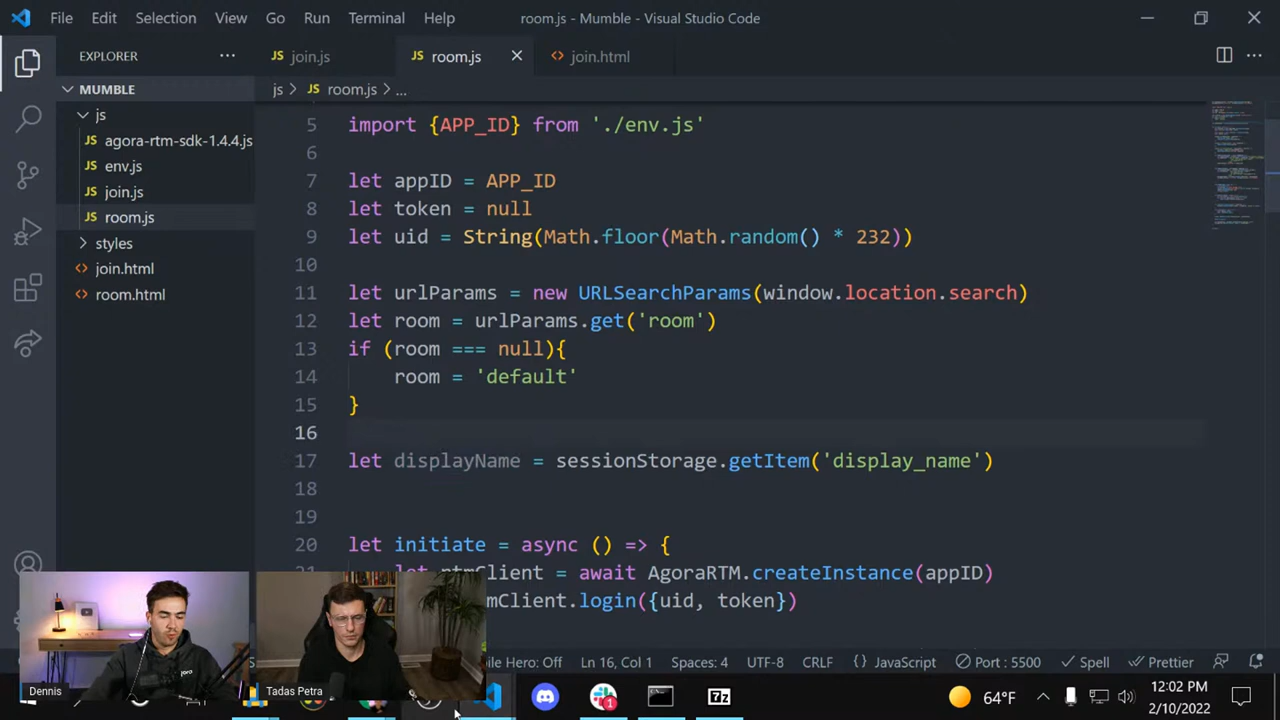 File Edit Selection View Go Run Terminal Help
room.js - Mumble - Visual Studio Code
EXPLORER
join.js
room.js
join.html
MUMBLE
js > room.js > ...
js
agora-rtm-sdk-1.4.4.js
env.js
join.js
room.js
styles
join.html
room.html
5 import {APP_ID} from './env.js'
6
7 let appID = APP_ID
8 let token = null
9 let uid = String(Math.floor(Math.random() * 232))
10
11 let urlParams = new URLSearchParams(window.location.search)
12 let room = urlParams.get('room')
13 if (room === null){
14 room = 'default'
15 }
16
17 let displayName = sessionStorage.getItem('display_name')
18
19
20 let initiate = async () => {
let rtmClient = await AgoraRTM.createInstance(appID)
mClient.login({uid, token})
Hero: Off Ln 16, Col 1 Spaces: 4 UTF-8 CRLF {} JavaScript Port : 5500 Spell Prettier
jora
Dennis
Tadas Petra
1
7Z
64°F
12:02 PM
2/10/2022